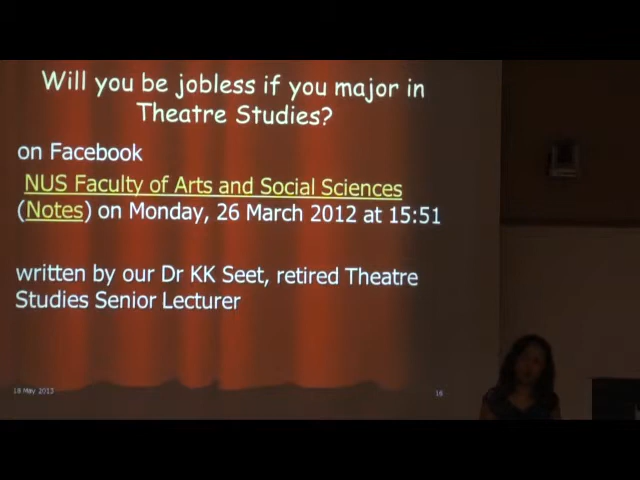 Will you be jobless if you major in
Theatre Studies?
on Facebook
NUS Faculty of Arts and Social Sciences
(Notes) on Monday, 26 March 2012 at 15:51
written by our Dr KK Seet, retired Theatre
Studies Senior Lecturer
18 May 2013
16